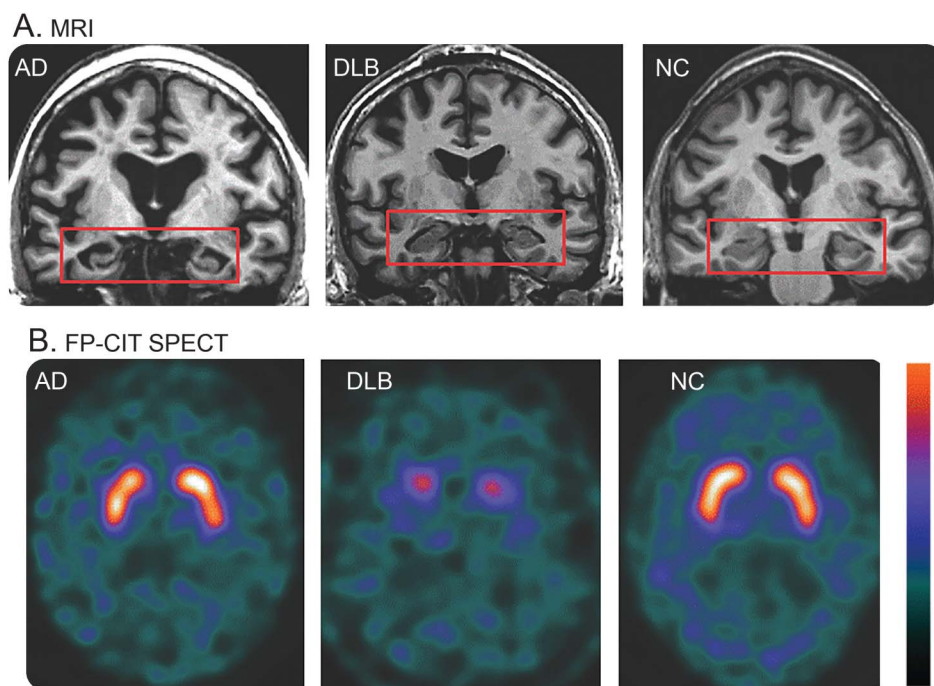 A. MRI
AD
DLB
NC
B. FP-CIT SPECT
AD
DLB
NC